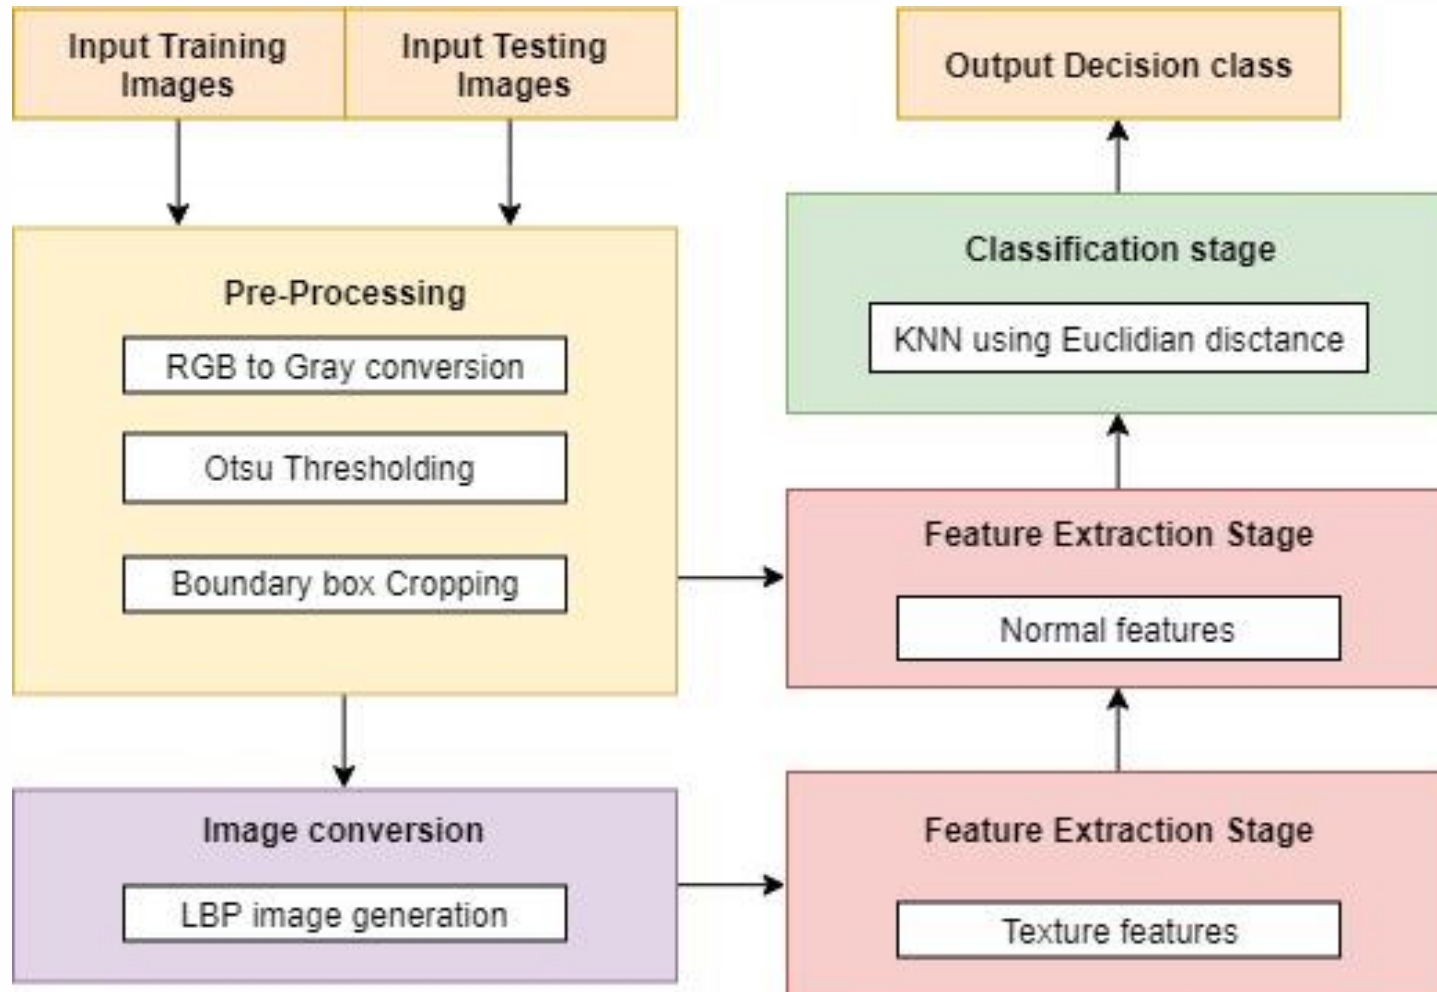 Input Training
Images
Input Testing
Images
Output Decision class
Pre-Processing
RGB to Gray conversion
Otsu Thresholding
Boundary box Cropping
Classification stage
KNN using Euclidian disctance
Feature Extraction Stage
Normal features
Image conversion
LBP image generation
Feature Extraction Stage
Texture features